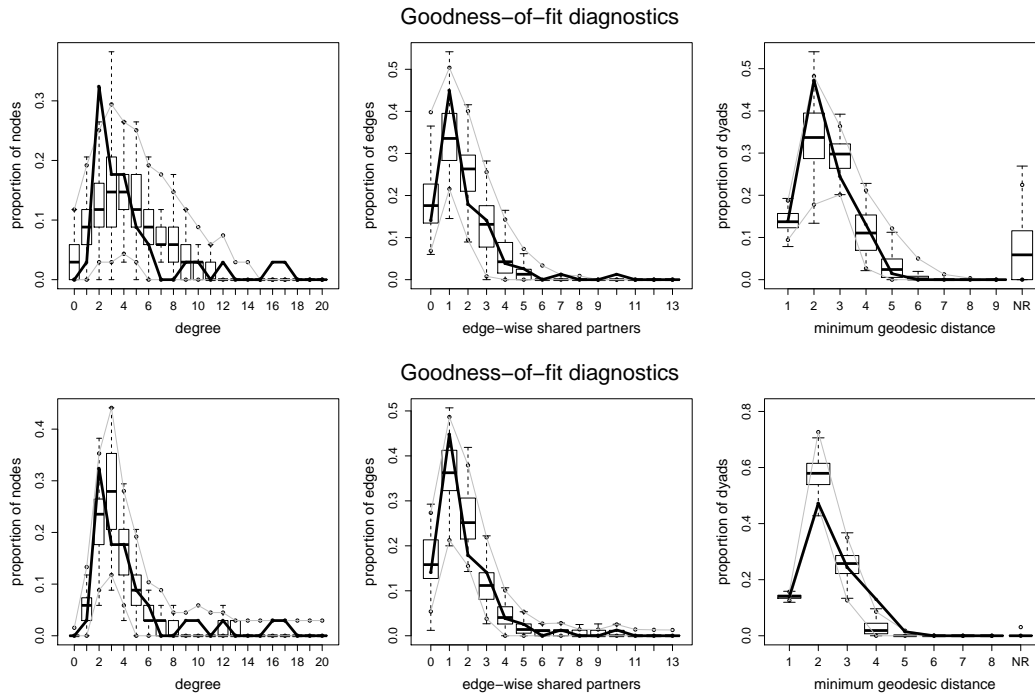 Goodness−of−fit diagnostics
proportion of nodes
0.0 0.1 0.2 0.3
0 2 4 6 8 10 12 14 16 18 20
degree
proportion of edges
0.0 0.1 0.2 0.3 0.4 0.5
0 1 2 3 4 5 6 7 8 9 11 13
edge−wise shared partners
proportion of dyads
0.0 0.1 0.2 0.3 0.4 0.5
1 2 3 4 5 6 7 8 9 NR
minimum geodesic distance
Goodness−of−fit diagnostics
proportion of nodes
0.0 0.1 0.2 0.3 0.4
0 2 4 6 8 10 12 14 16 18 20
degree
proportion of edges
0.0 0.1 0.2 0.3 0.4 0.5
0 1 2 3 4 5 6 7 8 9 11 13
edge−wise shared partners
proportion of dyads
0.0 0.2 0.4 0.6 0.8
1 2 3 4 5 6 7 8 NR
minimum geodesic distance